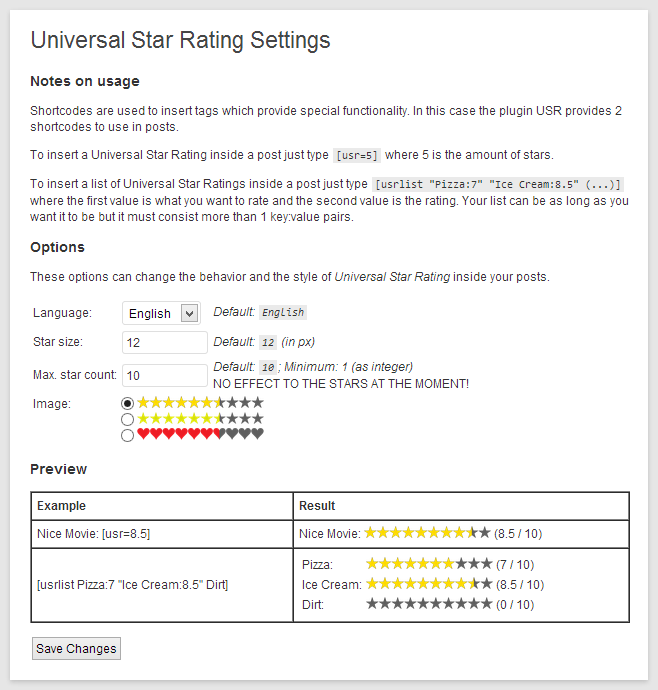 Universal Star Rating Settings
Notes on usage
Shortcodes are used to insert tags which provide special functionality. In this case the plugin USR provides 2
shortcodes to use in posts.
To insert a Universal Star Rating inside a post just type [usr=5] where 5 is the amount of stars.
To insert a list of Universal Star Ratings inside a post just type [usrlist "Pizza:7" "Ice Cream:8.5" (...)]
where the first value is what you want to rate and the second value is the rating. Your list can be as long as you
want it to be but it must consist more than 1 key:value pairs.
Options
These options can change the behavior and the style of Universal Star Rating inside your posts.
Language: English Default: English
Star size: 12 Default: 12 (in px)
Max. star count: 10 Default: 10 ; Minimum: 1 (as integer)
NO EFFECT TO THE STARS AT THE MOMENT!
Image:
Preview
Example Result
Nice Movie: [usr=8.5] Nice Movie: (8.5 / 10)
[usrlist Pizza:7 "Ice Cream:8.5" Dirt] Pizza: (7 / 10)
Ice Cream: (8.5 / 10)
Dirt: (0 / 10)
Save Changes